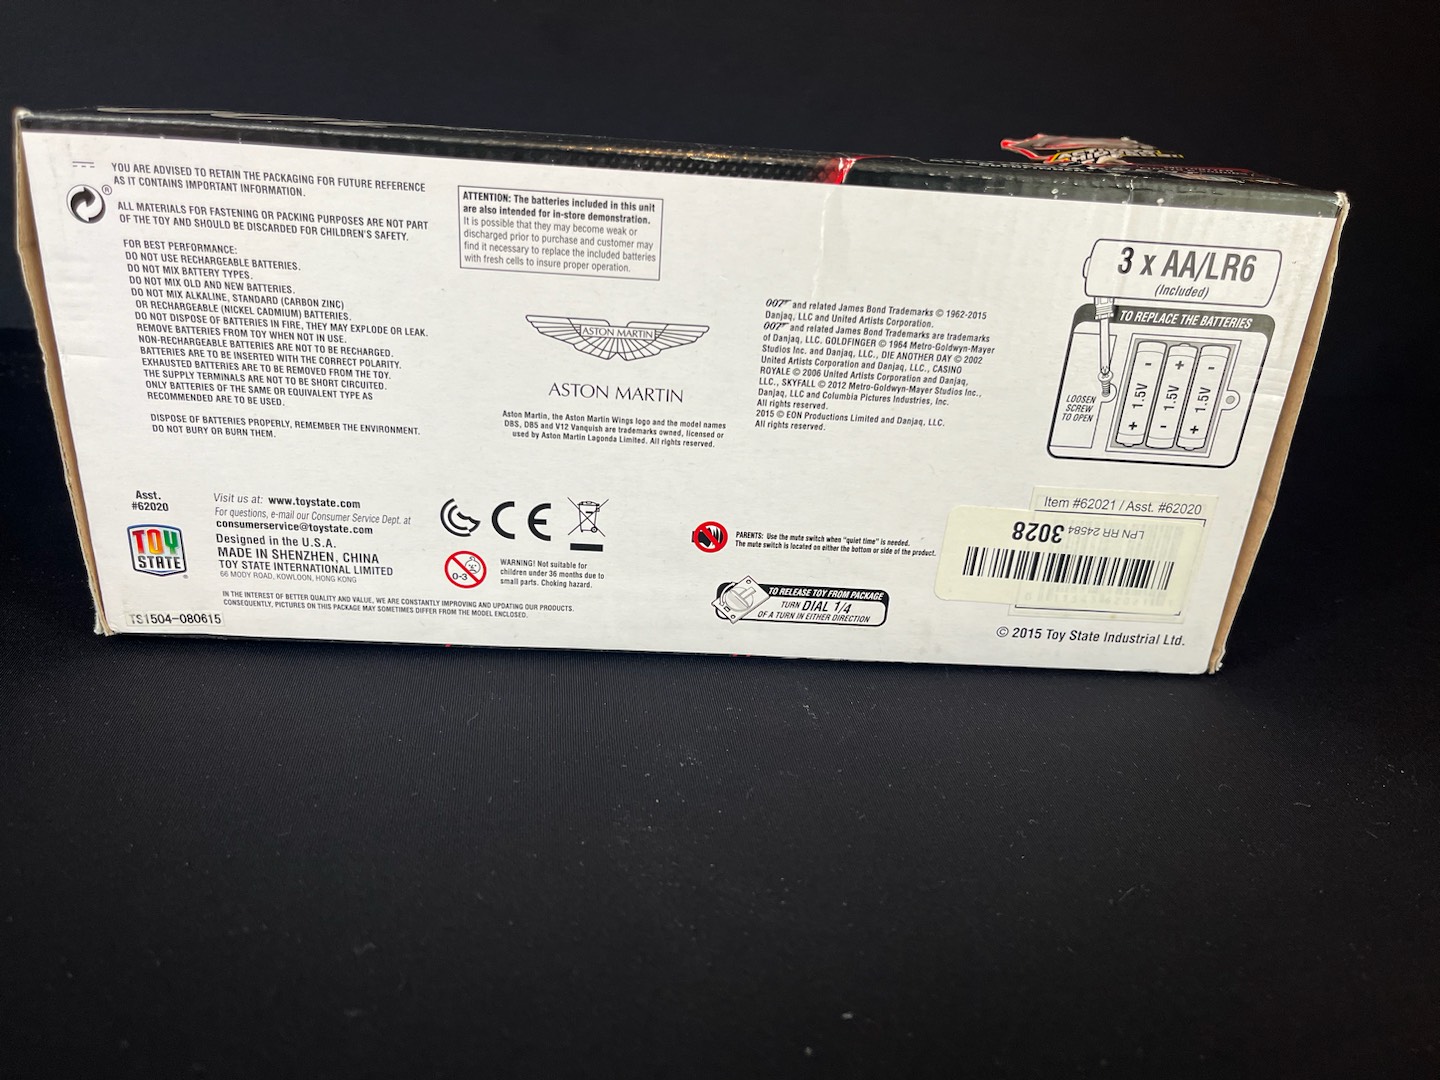 YOU ARE ADVISED TO RETAIN THE PACKAGING FOR FUTURE REFERENCE
AS IT CONTAINS IMPORTANT INFORMATION.
®
ALL MATERIALS FOR FASTENING OR PACKING PURPOSES ARE NOT PART
OF THE TOY AND SHOULD BE DISCARDED FOR CHILDREN'S SAFETY.
FOR BEST PERFORMANCE:
DO NOT USE RECHARGEABLE BATTERIES.
DO NOT MIX BATTERY TYPES.
DO NOT MIX OLD AND NEW BATTERIES.
DO NOT MIX ALKALINE, STANDARD (CARBON ZINC)
OR RECHARGEABLE (NICKEL CADMIUM) BATTERIES.
DO NOT DISPOSE OF BATTERIES IN FIRE, THEY MAY EXPLODE OR LEAK.
REMOVE BATTERIES FROM TOY WHEN NOT IN USE.
NON-RECHARGEABLE BATTERIES ARE NOT TO BE RECHARGED.
BATTERIES ARE TO BE INSERTED WITH THE CORRECT POLARITY.
EXHAUSTED BATTERIES ARE TO BE REMOVED FROM THE TOY.
THE SUPPLY TERMINALS ARE NOT TO BE SHORT CIRCUITED.
ONLY BATTERIES OF THE SAME OR EQUIVALENT TYPE AS
RECOMMENDED ARE TO BE USED.
DISPOSE OF BATTERIES PROPERLY, REMEMBER THE ENVIRONMENT.
DO NOT BURY OR BURN THEM.
ATTENTION: The batteries included in this unit
are also intended for in-store demonstration.
It is possible that they may become weak or
discharged prior to purchase and customer may
find it necessary to replace the included batteries
with fresh cells to insure proper operation.
ASTON MARTIN
ASTON MARTIN
Aston Martin, the Aston Martin Wings logo and the model names
DBS, DB5 and V12 Vanquish are trademarks owned, licensed or
used by Aston Martin Lagonda Limited. All rights reserved.
007™ and related James Bond Trademarks © 1962-2015
Danjaq, LLC and United Artists Corporation.
007™ and related James Bond Trademarks are trademarks
of Danjaq, LLC. GOLDFINGER © 1964 Metro-Goldwyn-Mayer
Studios Inc. and Danjaq, LLC., DIE ANOTHER DAY © 2002
United Artists Corporation and Danjaq, LLC., CASINO
ROYALE © 2006 United Artists Corporation and Danjaq,
LLC., SKYFALL © 2012 Metro-Goldwyn-Mayer Studios Inc.,
Danjaq, LLC and Columbia Pictures Industries, Inc.
All rights reserved.
2015 © EON Productions Limited and Danjaq, LLC.
All rights reserved.
3 x AA/LR6
(Included)
TO REPLACE THE BATTERIES
LOOSEN
SCREW
TO OPEN
- + -
1.5V 1.5V 1.5V
+ - +
Asst.
#62020
TOY
STATE
®
Visit us at: www.toystate.com
For questions, e-mail our Consumer Service Dept. at
consumerservice@toystate.com
Designed in the U.S.A.
MADE IN SHENZHEN, CHINA
TOY STATE INTERNATIONAL LIMITED
66 MODY ROAD, KOWLOON, HONG KONG
CE
0-3
WARNING! Not suitable for
children under 36 months due to
small parts. Choking hazard.
IN THE INTEREST OF BETTER QUALITY AND VALUE, WE ARE CONSTANTLY IMPROVING AND UPDATING OUR PRODUCTS.
CONSEQUENTLY, PICTURES ON THIS PACKAGE MAY SOMETIMES DIFFER FROM THE MODEL ENCLOSED.
TS1504-080615
PARENTS: Use the mute switch when "quiet time" is needed.
The mute switch is located on either the bottom or side of the product.
TO RELEASE TOY FROM PACKAGE
TURN DIAL 1/4
OF A TURN IN EITHER DIRECTION
Item #62021 / Asst. #62020
LPN RR 24584 3028
© 2015 Toy State Industrial Ltd.